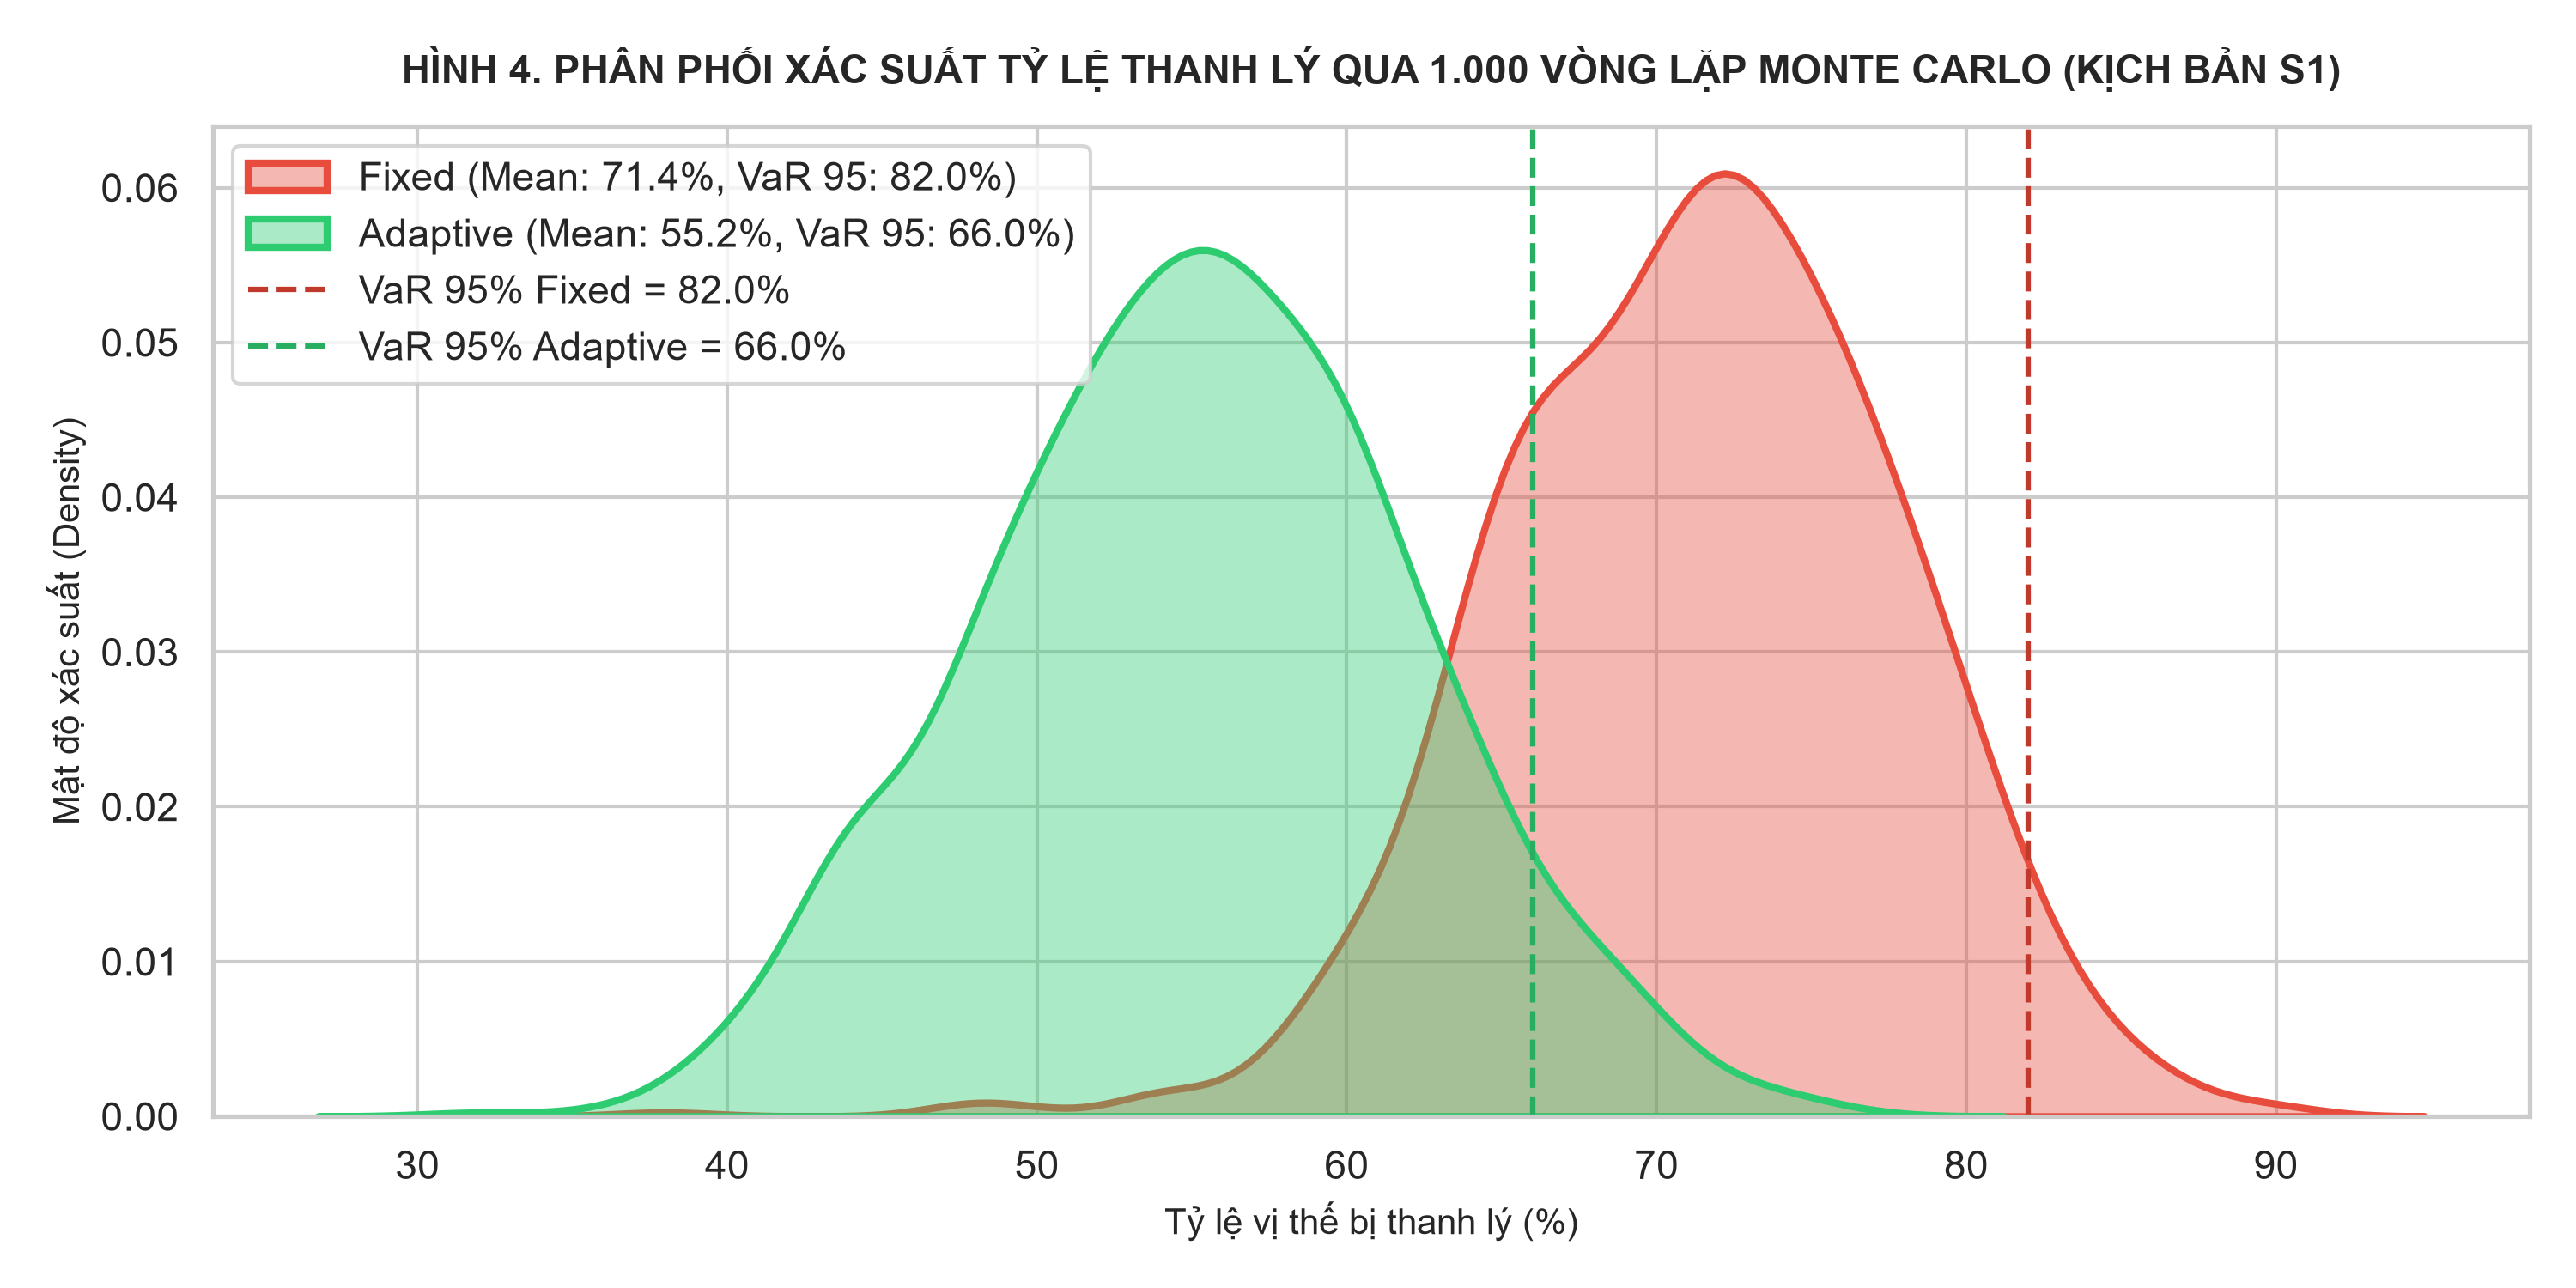 HÌNH 4. PHÂN PHỐI XÁC SUẤT TỶ LỆ THANH LÝ QUA 1.000 VÒNG LẶP MONTE CARLO (KỊCH BẢN S1)
Fixed (Mean: 71.4%, VaR 95: 82.0%)
Adaptive (Mean: 55.2%, VaR 95: 66.0%)
VaR 95% Fixed = 82.0%
VaR 95% Adaptive = 66.0%
Mật độ xác suất (Density)
0.06
0.05
0.04
0.03
0.02
0.01
0.00
30 40 50 60 70 80 90
Tỷ lệ vị thế bị thanh lý (%)